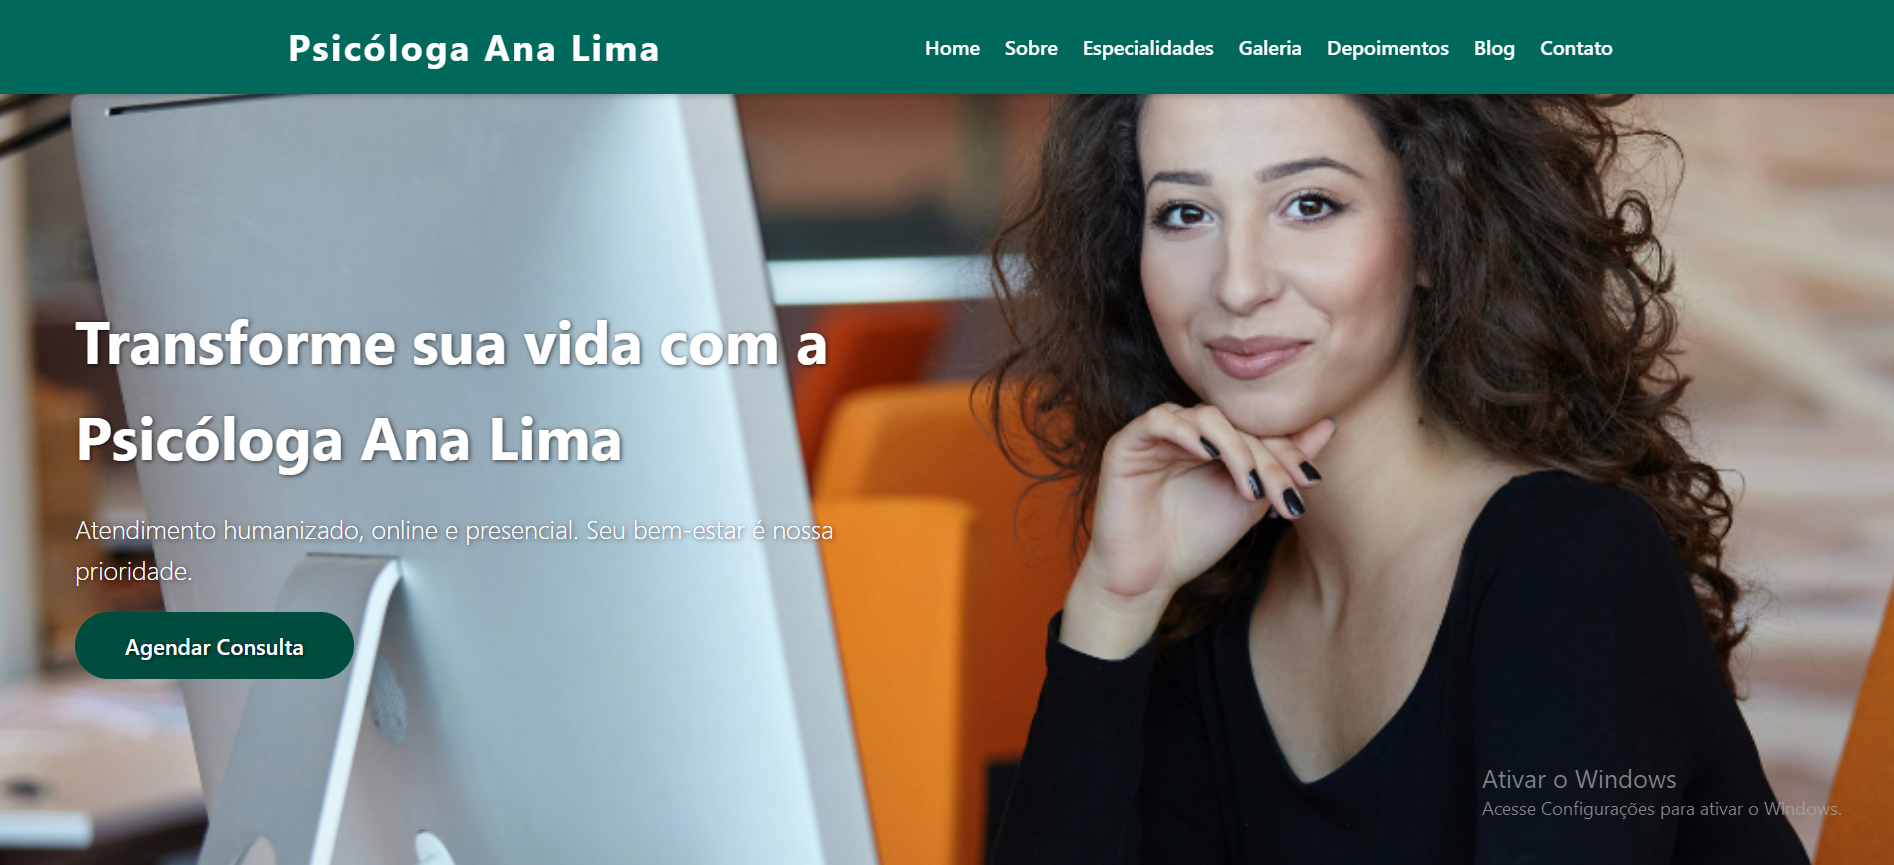 Psicóloga Ana Lima
Home Sobre Especialidades Galeria Depoimentos Blog Contato
Transforme sua vida com a
Psicóloga Ana Lima
Atendimento humanizado, online e presencial. Seu bem-estar é nossa
prioridade.
Agendar Consulta
Ativar o Windows
Acesse Configurações para ativar o Windows.